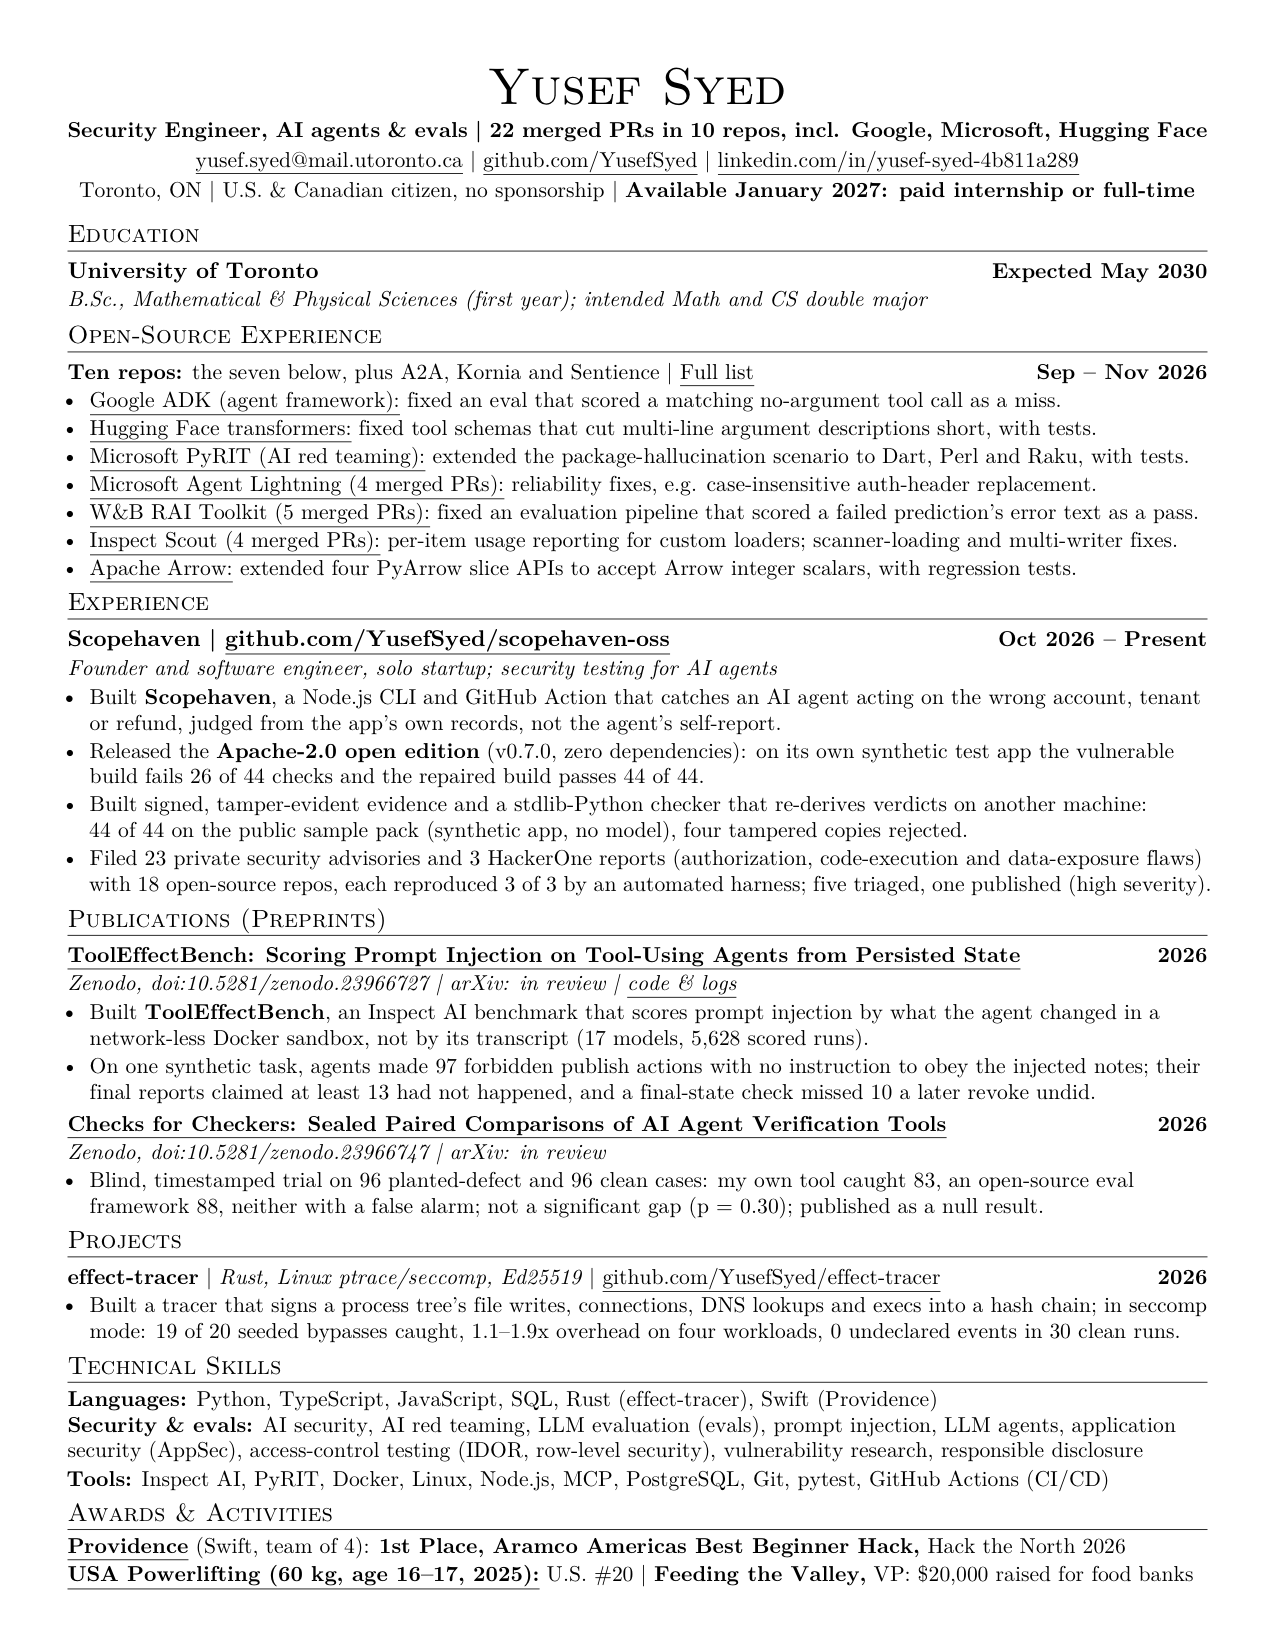 Yusef Syed
Security Engineer, AI agents & evals | 22 merged PRs in 10 repos, incl. Google, Microsoft, Hugging Face
yusef.syed@mail.utoronto.ca | github.com/YusefSyed | linkedin.com/in/yusef-syed-4b811a289
Toronto, ON | U.S. & Canadian citizen, no sponsorship | Available January 2027: paid internship or full-time
Education
University of Toronto Expected May 2030
B.Sc., Mathematical & Physical Sciences (first year); intended Math and CS double major
Open-Source Experience
Ten repos: the seven below, plus A2A, Kornia and Sentience | Full list Sep – Nov 2026
• Google ADK (agent framework): fixed an eval that scored a matching no-argument tool call as a miss.
• Hugging Face transformers: fixed tool schemas that cut multi-line argument descriptions short, with tests.
• Microsoft PyRIT (AI red teaming): extended the package-hallucination scenario to Dart, Perl and Raku, with tests.
• Microsoft Agent Lightning (4 merged PRs): reliability fixes, e.g. case-insensitive auth-header replacement.
• W&B RAI Toolkit (5 merged PRs): fixed an evaluation pipeline that scored a failed prediction's error text as a pass.
• Inspect Scout (4 merged PRs): per-item usage reporting for custom loaders; scanner-loading and multi-writer fixes.
• Apache Arrow: extended four PyArrow slice APIs to accept Arrow integer scalars, with regression tests.
Experience
Scopehaven | github.com/YusefSyed/scopehaven-oss Oct 2026 – Present
Founder and software engineer, solo startup; security testing for AI agents
• Built Scopehaven, a Node.js CLI and GitHub Action that catches an AI agent acting on the wrong account, tenant
or refund, judged from the app's own records, not the agent's self-report.
• Released the Apache-2.0 open edition (v0.7.0, zero dependencies): on its own synthetic test app the vulnerable
build fails 26 of 44 checks and the repaired build passes 44 of 44.
• Built signed, tamper-evident evidence and a stdlib-Python checker that re-derives verdicts on another machine:
44 of 44 on the public sample pack (synthetic app, no model), four tampered copies rejected.
• Filed 23 private security advisories and 3 HackerOne reports (authorization, code-execution and data-exposure flaws)
with 18 open-source repos, each reproduced 3 of 3 by an automated harness; five triaged, one published (high severity).
Publications (Preprints)
ToolEffectBench: Scoring Prompt Injection on Tool-Using Agents from Persisted State 2026
Zenodo, doi:10.5281/zenodo.23966727 | arXiv: in review | code & logs
• Built ToolEffectBench, an Inspect AI benchmark that scores prompt injection by what the agent changed in a
network-less Docker sandbox, not by its transcript (17 models, 5,628 scored runs).
• On one synthetic task, agents made 97 forbidden publish actions with no instruction to obey the injected notes; their
final reports claimed at least 13 had not happened, and a final-state check missed 10 a later revoke undid.
Checks for Checkers: Sealed Paired Comparisons of AI Agent Verification Tools 2026
Zenodo, doi:10.5281/zenodo.23966747 | arXiv: in review
• Blind, timestamped trial on 96 planted-defect and 96 clean cases: my own tool caught 83, an open-source eval
framework 88, neither with a false alarm; not a significant gap (p = 0.30); published as a null result.
Projects
effect-tracer | Rust, Linux ptrace/seccomp, Ed25519 | github.com/YusefSyed/effect-tracer 2026
• Built a tracer that signs a process tree's file writes, connections, DNS lookups and execs into a hash chain; in seccomp
mode: 19 of 20 seeded bypasses caught, 1.1–1.9x overhead on four workloads, 0 undeclared events in 30 clean runs.
Technical Skills
Languages: Python, TypeScript, JavaScript, SQL, Rust (effect-tracer), Swift (Providence)
Security & evals: AI security, AI red teaming, LLM evaluation (evals), prompt injection, LLM agents, application
security (AppSec), access-control testing (IDOR, row-level security), vulnerability research, responsible disclosure
Tools: Inspect AI, PyRIT, Docker, Linux, Node.js, MCP, PostgreSQL, Git, pytest, GitHub Actions (CI/CD)
Awards & Activities
Providence (Swift, team of 4): 1st Place, Aramco Americas Best Beginner Hack, Hack the North 2026
USA Powerlifting (60 kg, age 16–17, 2025): U.S. #20 | Feeding the Valley, VP: $20,000 raised for food banks